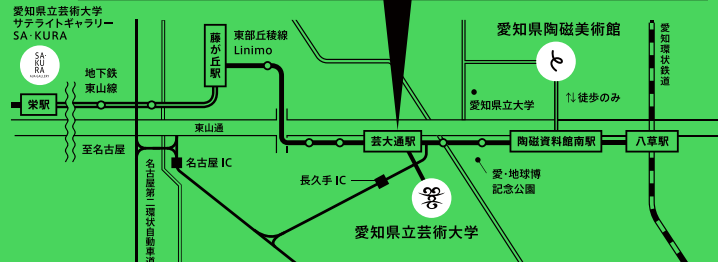 愛知県立芸術大学
サテライトギャラリー
SA・KURA
SA・
KU
RA
栄駅
地下鉄
東山線
至名古屋
東山通
名古屋 IC
名古屋第二環状自動車道
藤が丘駅
東部丘陵線
Linimo
芸大通駅
長久手 IC
愛知県立芸術大学
愛知県陶磁美術館
愛知県立大学
↑↓徒歩のみ
陶磁資料館南駅
愛・地球博
記念公園
八草駅
愛知環状鉄道